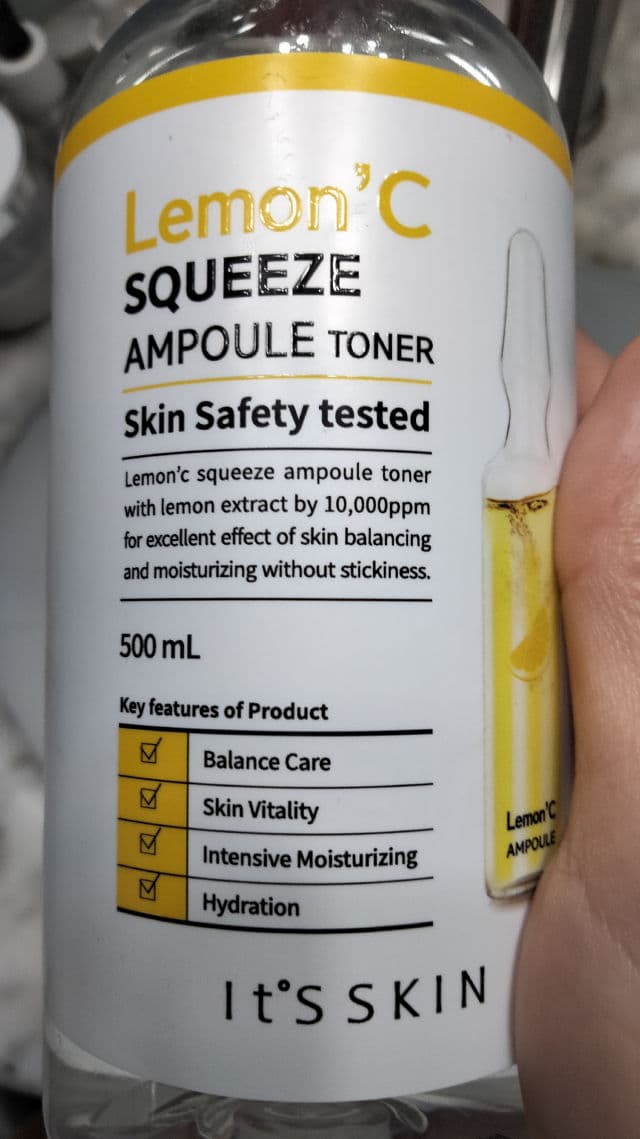 Lemon'C
SQUEEZE
AMPOULE TONER
Skin Safety tested
Lemon'c squeeze ampoule toner
with lemon extract by 10,000ppm
for excellent effect of skin balancing
and moisturizing without stickiness.
500 mL
Key features of Product
Balance Care
Skin Vitality
Intensive Moisturizing
Hydration
Lemon'C
AMPOULE
It's SKIN